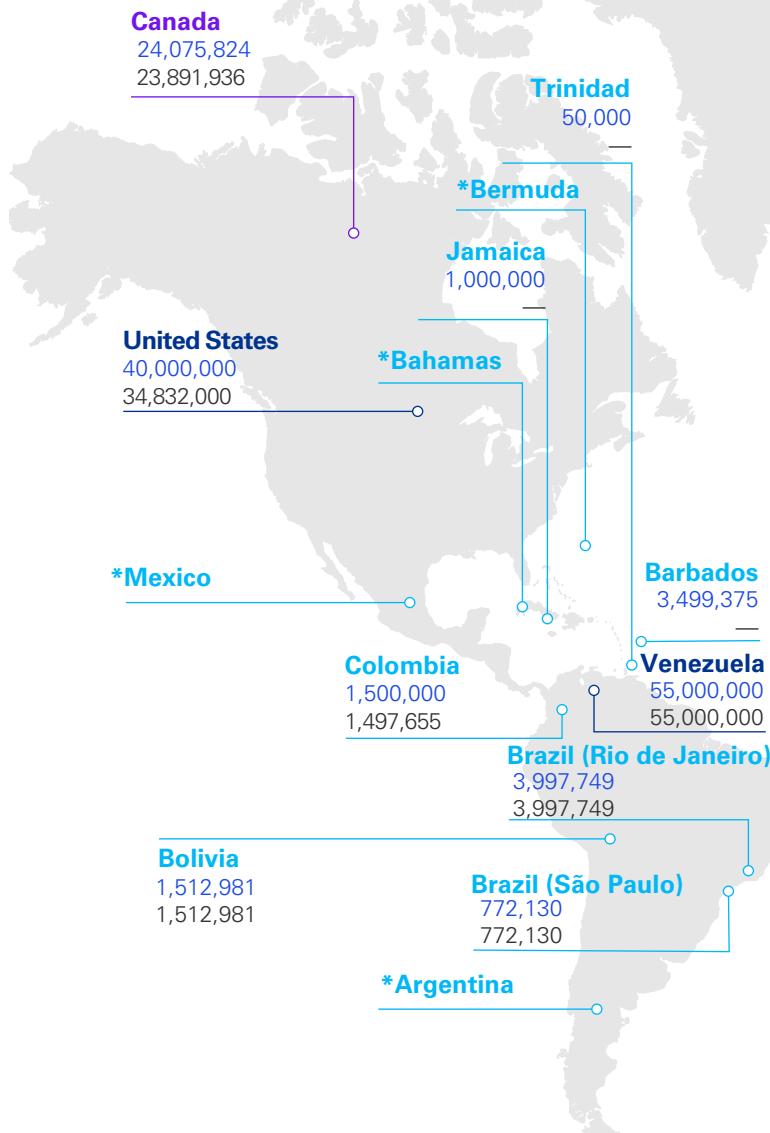 Canada
24,075,824
23,891,936
Trinidad
50,000
—
*Bermuda
Jamaica
1,000,000
—
United States
40,000,000
34,832,000
*Bahamas
*Mexico
Barbados
3,499,375
—
Colombia
1,500,000
1,497,655
Venezuela
55,000,000
55,000,000
Brazil (Rio de Janeiro)
3,997,749
3,997,749
Bolivia
1,512,981
1,512,981
Brazil (São Paulo)
772,130
772,130
*Argentina